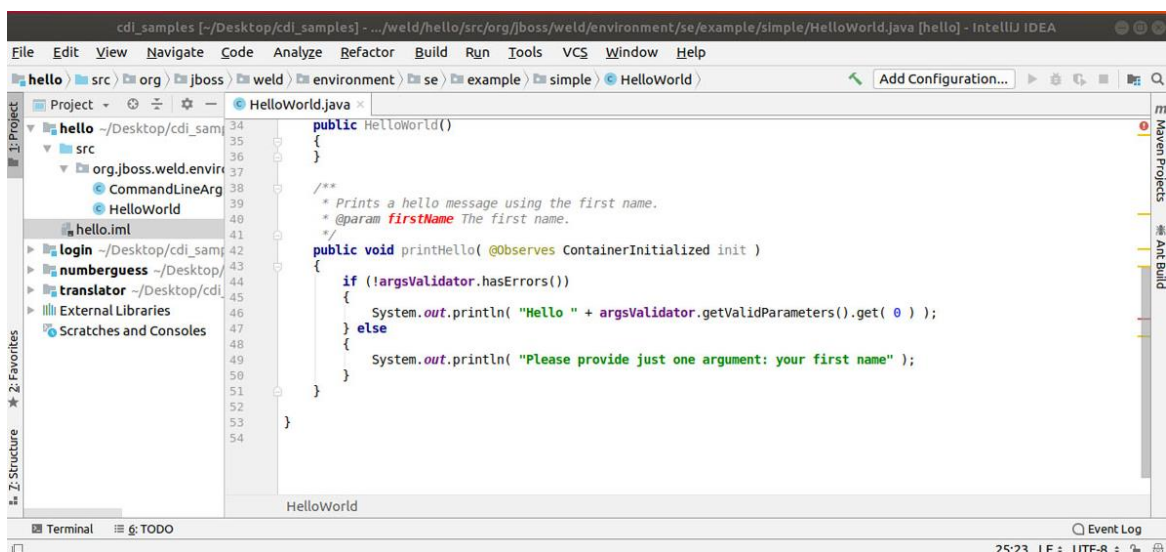 cdi_samples [~/Desktop/cdi_samples] - .../weld/hello/src/org/jboss/weld/environment/se/example/simple/HelloWorld.java [hello] - IntelliJ IDEA
File Edit View Navigate Code Analyze Refactor Build Run Tools VCS Window Help
hello src org jboss weld environment se example simple HelloWorld Add Configuration...
Project
HelloWorld.java
1: Project
hello ~/Desktop/cdi_samp
src
org.jboss.weld.enviro
CommandLineArg
HelloWorld
hello.iml
login ~/Desktop/cdi_samp
numberguess ~/Desktop/
translator ~/Desktop/cdi_
External Libraries
Scratches and Consoles
2: Favorites
Z: Structure
34 public HelloWorld()
35 {
36 }
37
38 /**
39 * Prints a hello message using the first name.
40 * @param firstName The first name.
41 */
42 public void printHello( @Observes ContainerInitialized init )
43 {
44 if (!argsValidator.hasErrors())
45 {
46 System.out.println( "Hello " + argsValidator.getValidParameters().get( 0 ) );
47 } else
48 {
49 System.out.println( "Please provide just one argument: your first name" );
50 }
51 }
52
53 }
54
HelloWorld
m Maven Projects
Ant Build
Terminal 6: TODO Event Log
25:23 LF UTF-8